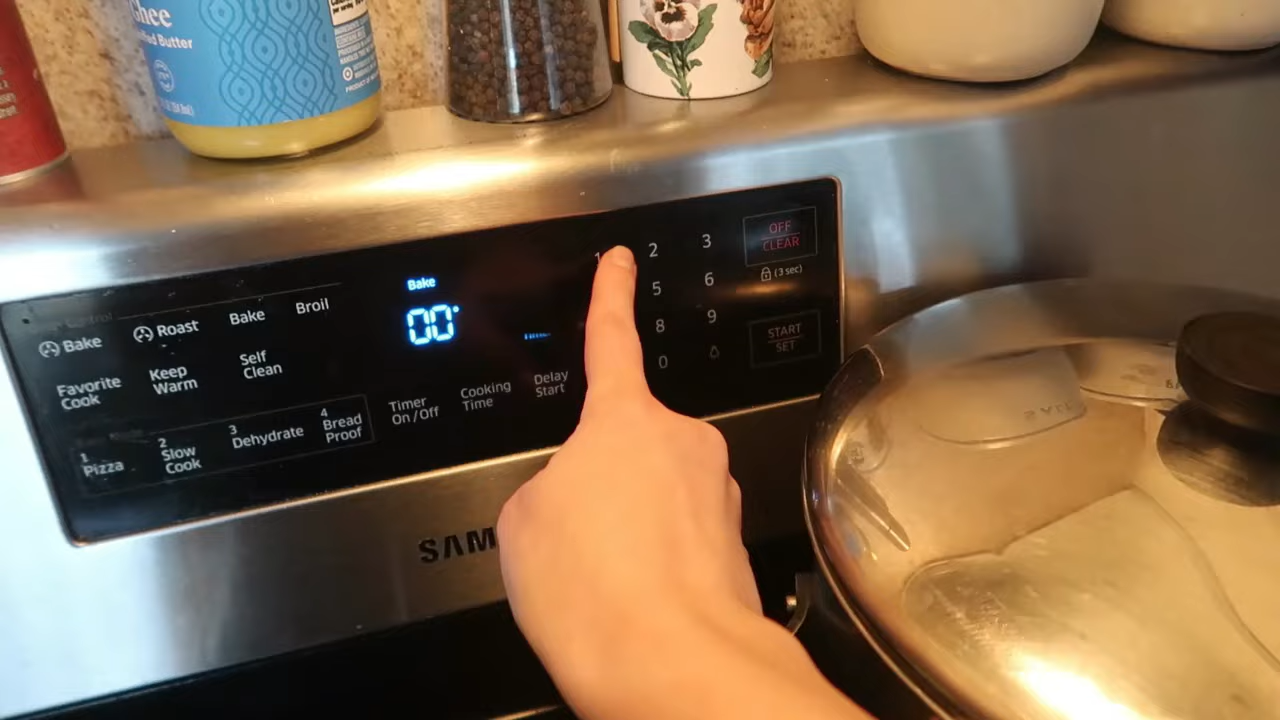 Ghee
Butter
Bake
00°
Bake
Roast
Bake
Broil
Favorite
Cook
Keep
Warm
Self
Clean
1
Pizza
2
Slow
Cook
3
Dehydrate
4
Bread
Proof
Timer
On/Off
Cooking
Time
Delay
Start
1 2 3
5 6
8 9
0
OFF
CLEAR
(3 sec)
START
SET
SAM